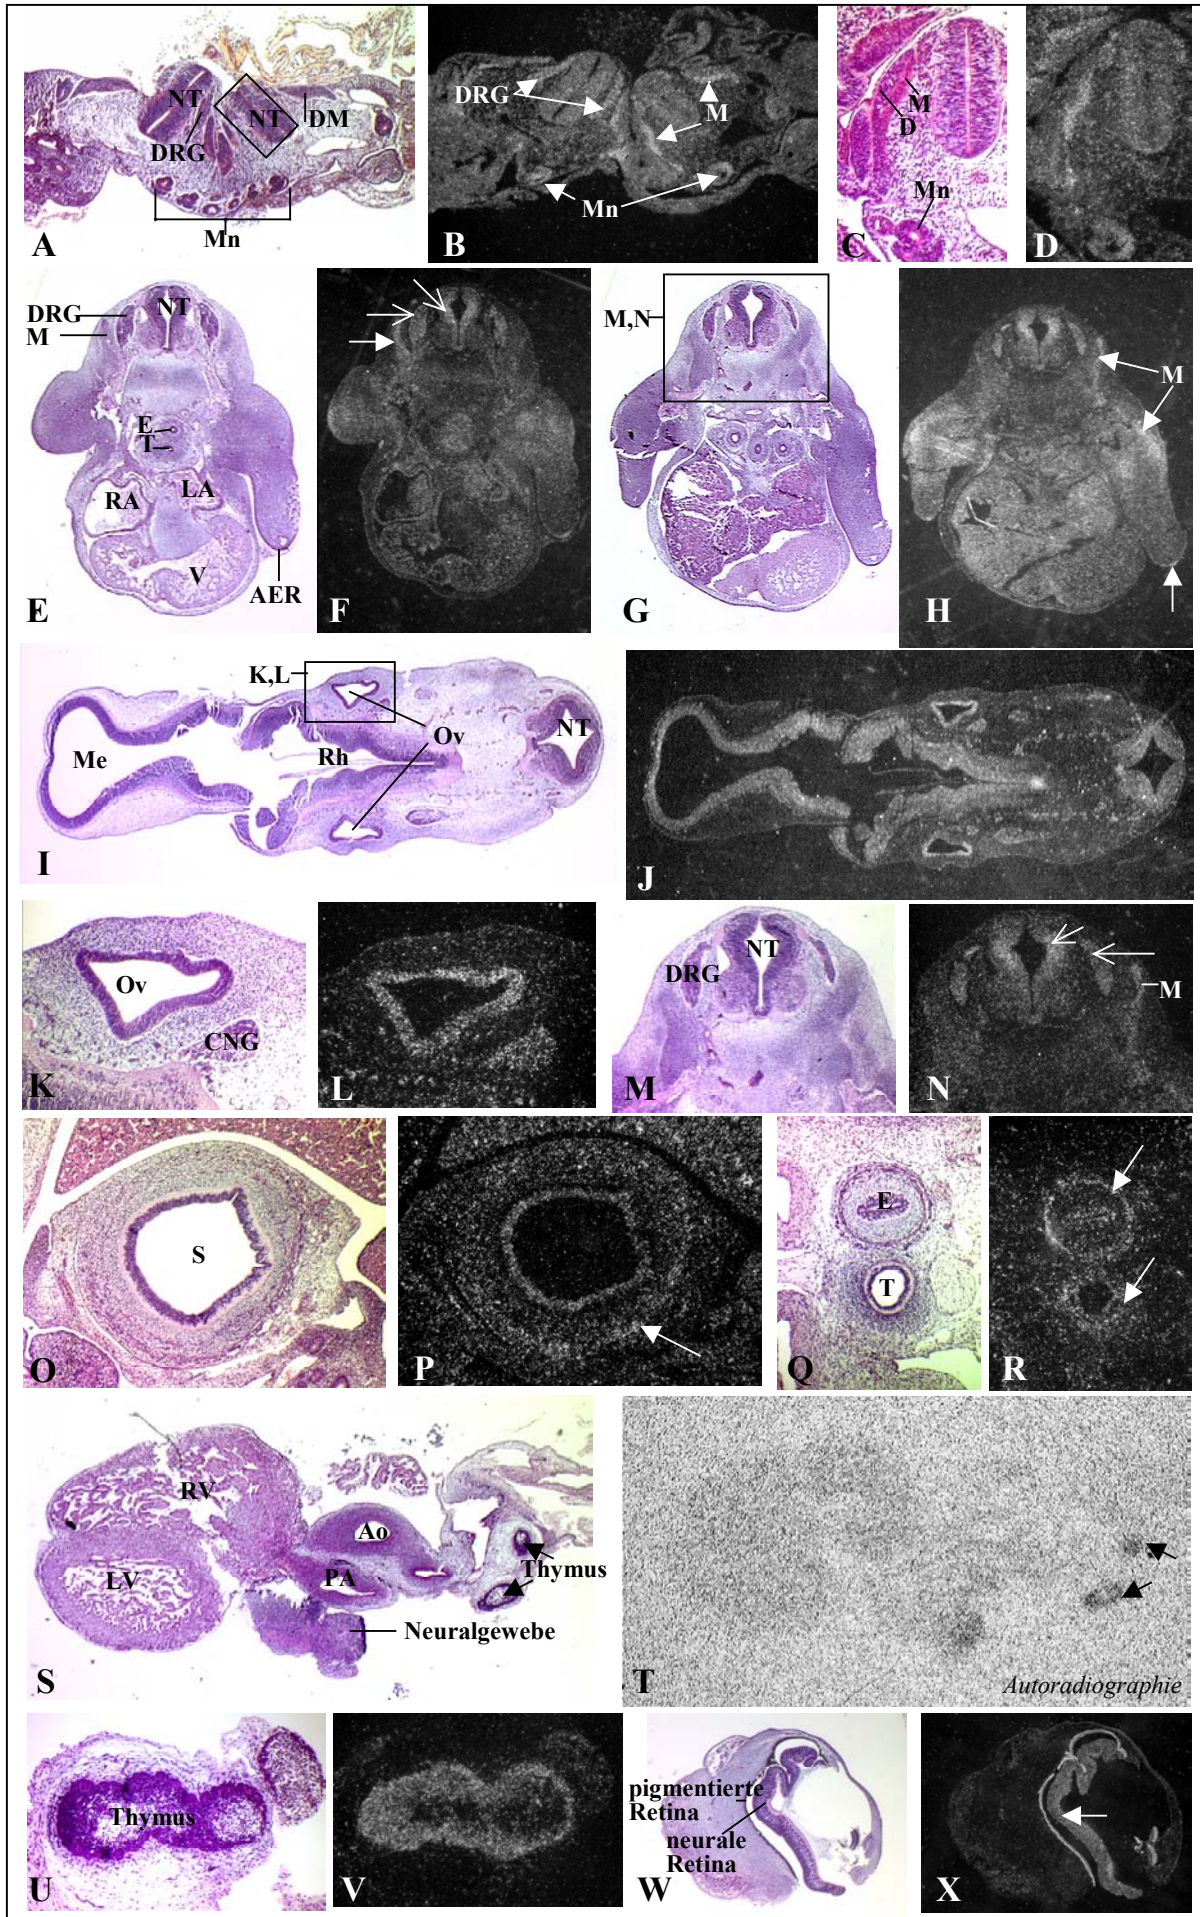 NT
NT
DRG
DM
Mn
A
DRG
M
Mn
B
M
D
Mn
C
D
DRG
M
NT
E
T
RA
LA
V
AER
E
F
M,N
G
M
H
K,L
Me
Rh
Ov
NT
I
J
Ov
CNG
K
L
DRG
NT
M
M
N
S
O
P
E
T
Q
R
RV
LV
Ao
PA
Thymus
Neuralgewebe
S
T
Autoradiographie
Thymus
U
V
pigmentierte
Retina
neurale
Retina
W
X